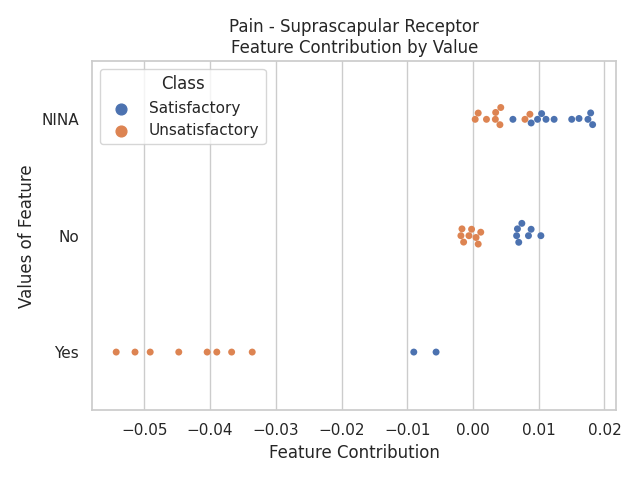 Pain - Suprascapular Receptor
Feature Contribution by Value
Class
Satisfactory
Unsatisfactory
NINA
No
Yes
Values of Feature
−0.05 −0.04 −0.03 −0.02 −0.01 0.00 0.01 0.02
Feature Contribution